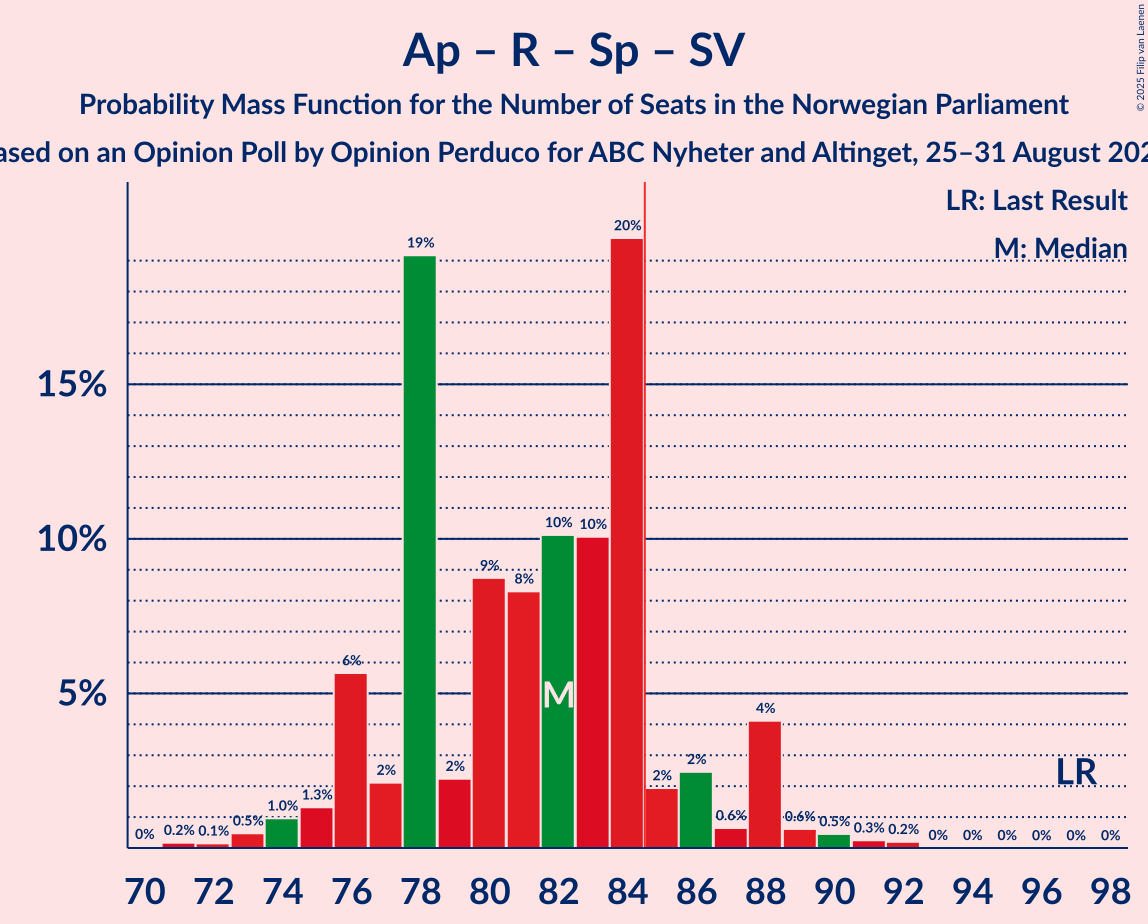 Ap – R – Sp – SV
Probability Mass Function for the Number of Seats in the Norwegian Parliament
ased on an Opinion Poll by Opinion Perduco for ABC Nyheter and Altinget, 25–31 August 202
© 2025 Filip van Laenen
LR: Last Result
M: Median
15%
10%
5%
0% 0.2% 0.1% 0.5% 1.0% 1.3% 6% 2% 19% 2% 9% 8% 10% 10% 20% 2% 2% 0.6% 4% 0.6% 0.5% 0.3% 0.2% 0% 0% 0% 0% 0% 0%
M
LR
70 72 74 76 78 80 82 84 86 88 90 92 94 96 98